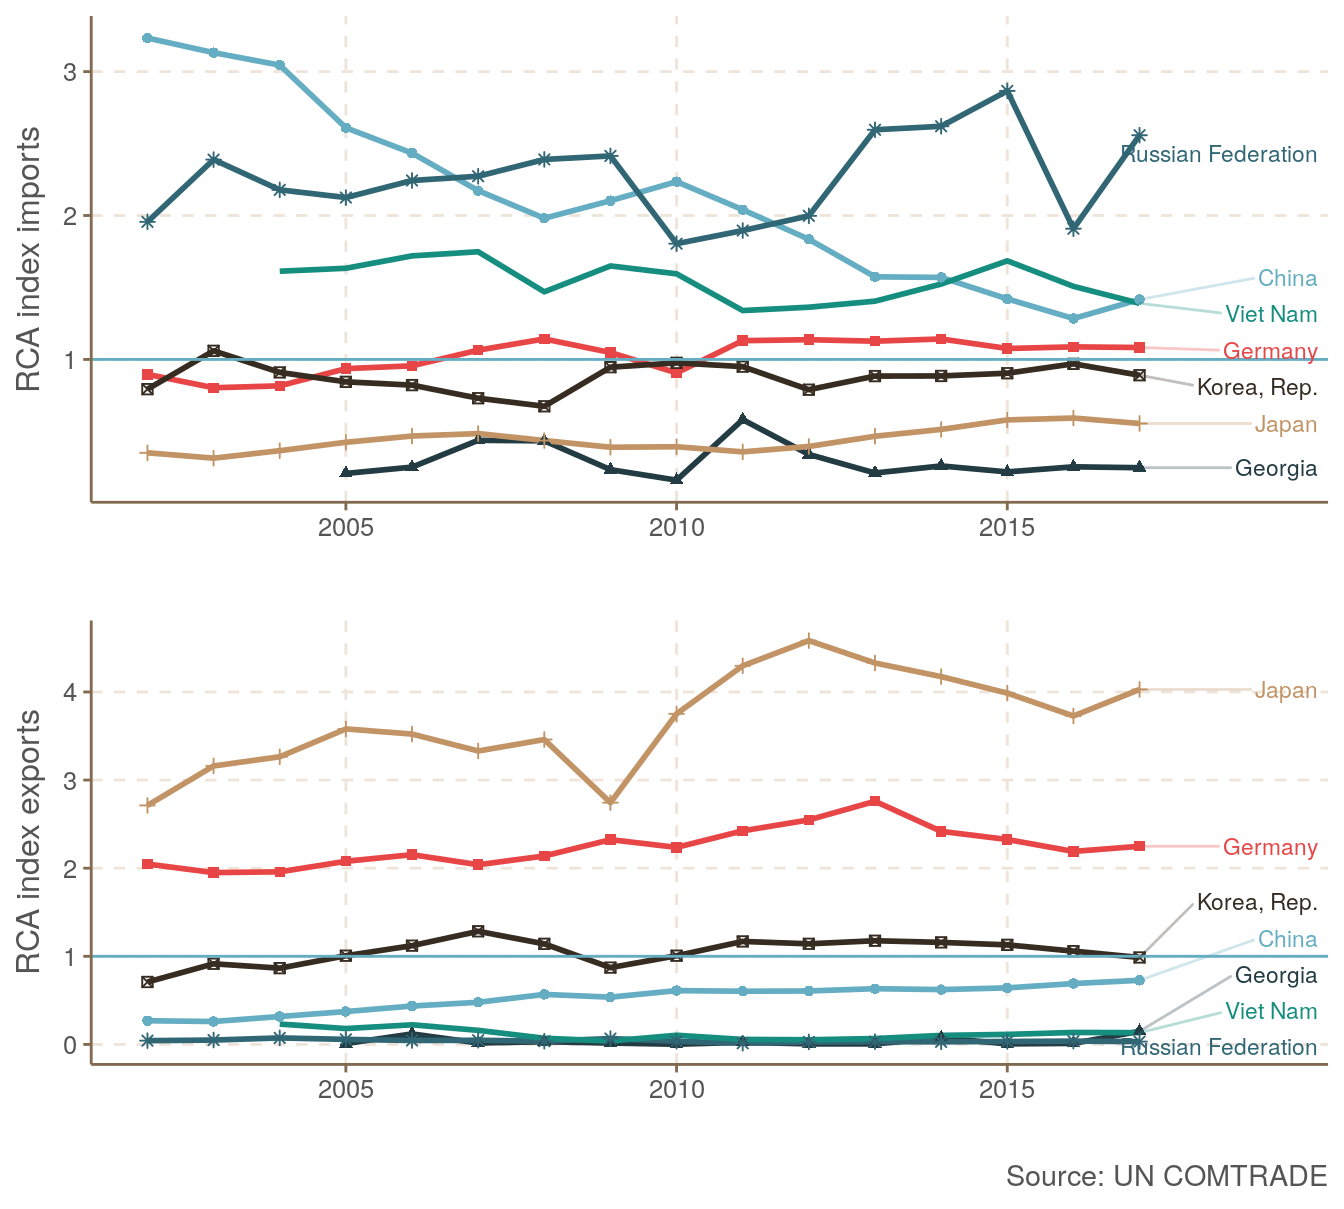 RCA index imports
3
2
1
Russian Federation
China
Viet Nam
Germany
Korea, Rep.
Japan
Georgia
2005 2010 2015
RCA index exports
4
3
2
1
0
Japan
Germany
Korea, Rep.
China
Georgia
Viet Nam
Russian Federation
2005 2010 2015
Source: UN COMTRADE